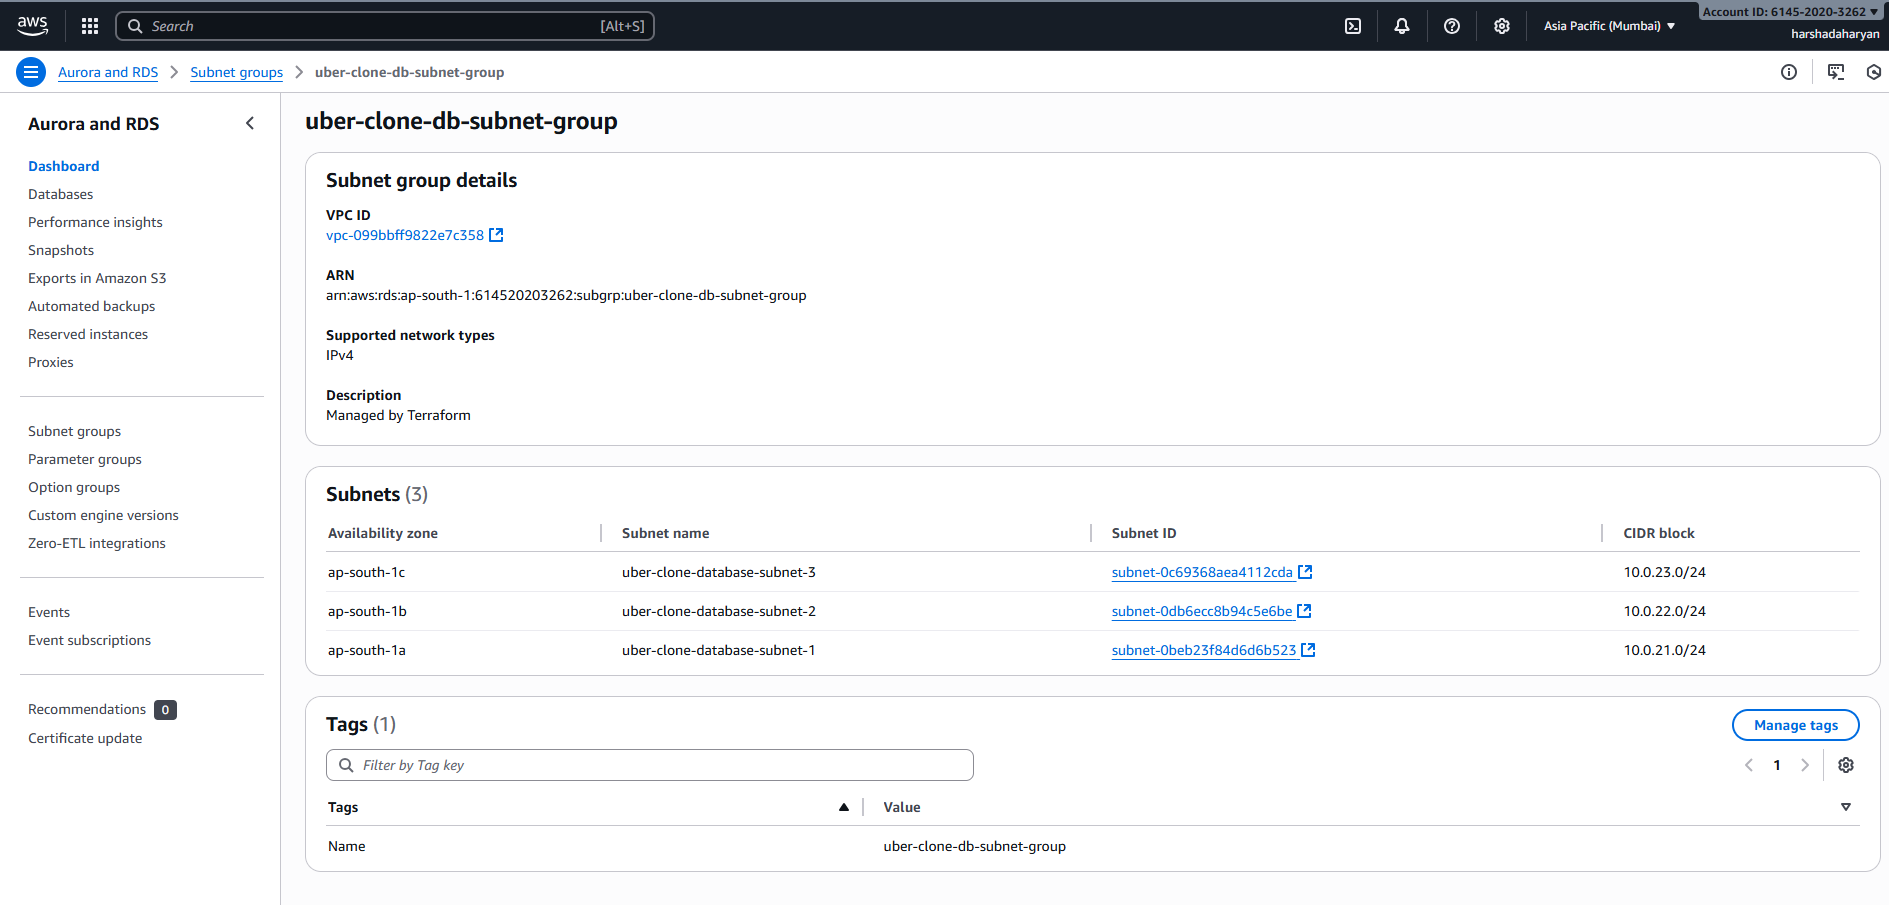 aws
Search [Alt+S]
Asia Pacific (Mumbai)
Account ID: 6145-2020-3262
harshadaharyan
Aurora and RDS
Subnet groups
uber-clone-db-subnet-group
Aurora and RDS
Dashboard
Databases
Performance insights
Snapshots
Exports in Amazon S3
Automated backups
Reserved instances
Proxies
Subnet groups
Parameter groups
Option groups
Custom engine versions
Zero-ETL integrations
Events
Event subscriptions
Recommendations 0
Certificate update
uber-clone-db-subnet-group
Subnet group details
VPC ID
vpc-099bbff9822e7c358
ARN
arn:aws:rds:ap-south-1:614520203262:subgrp:uber-clone-db-subnet-group
Supported network types
IPv4
Description
Managed by Terraform
Subnets (3)
Availability zone Subnet name Subnet ID CIDR block
ap-south-1c uber-clone-database-subnet-3 subnet-0c69368aea4112cda 10.0.23.0/24
ap-south-1b uber-clone-database-subnet-2 subnet-0db6ecc8b94c5e6be 10.0.22.0/24
ap-south-1a uber-clone-database-subnet-1 subnet-0beb23f84d6d6b523 10.0.21.0/24
Tags (1)
Manage tags
Filter by Tag key
1
Tags Value
Name uber-clone-db-subnet-group